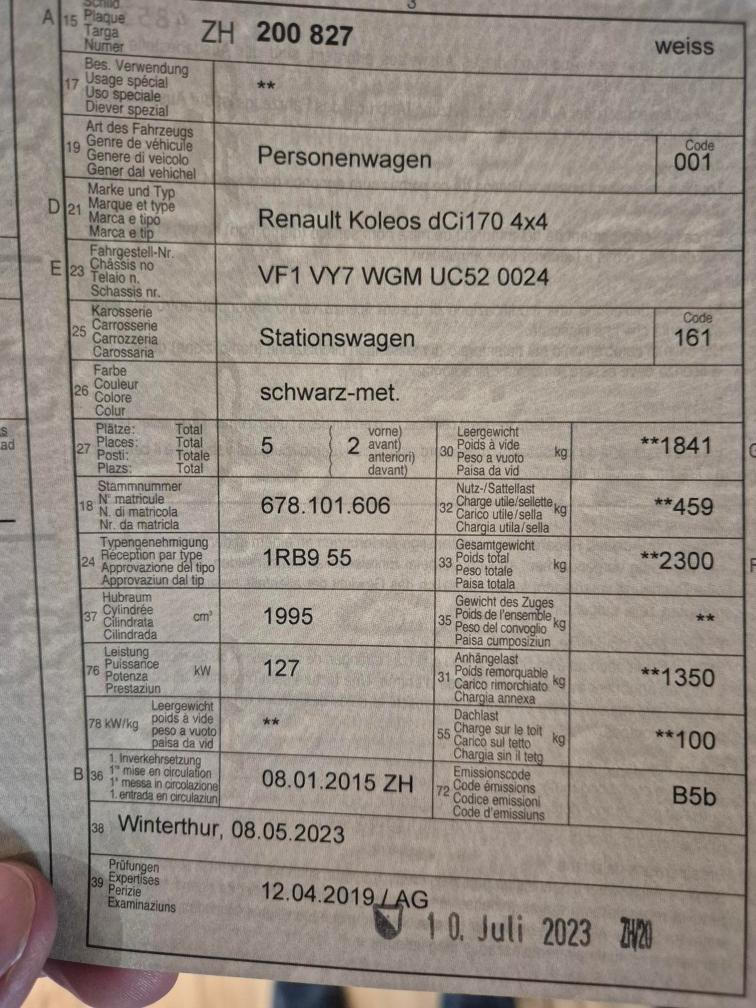 Schild
A 15 Plaque
Targa
Numer
ZH 200 827 weiss
17 Bes. Verwendung
Usage spécial
Uso speciale
Diever spezial
**
19 Art des Fahrzeugs
Genre de véhicule
Genere di veicolo
Gener dal vehichel
Personenwagen
Code
001
D 21 Marke und Typ
Marque et type
Marca e tipo
Marca e tip
Renault Koleos dCi170 4x4
E 23 Fahrgestell-Nr.
Châssis no
Telaio n.
Schassis nr.
VF1 VY7 WGM UC52 0024
25 Karosserie
Carrosserie
Carrozzeria
Carossaria
Stationswagen
Code
161
26 Farbe
Couleur
Colore
Colur
schwarz-met.
27 Plätze: Total
Places: Total
Posti: Totale
Plazs: Total
5 ( 2 vorne)
avant)
anteriori)
davant)
30 Leergewicht
Poids à vide
Peso a vuoto
Paisa da vid
kg **1841
18 Stammnummer
N° matricule
N. di matricola
Nr. da matricla
678.101.606
32 Nutz-/Sattellast
Charge utile/sellette
Carico utile/sella
Chargia utila/sella
kg **459
24 Typengenehmigung
Réception par type
Approvazione del tipo
Approvaziun dal tip
1RB9 55
33 Gesamtgewicht
Poids total
Peso totale
Paisa totala
kg **2300
37 Hubraum
Cylindrée
Cilindrata
Cilindrada
cm³ 1995
35 Gewicht des Zuges
Poids de l'ensemble
Peso del convoglio
Paisa cumposiziun
kg **
76 Leistung
Puissance
Potenza
Prestaziun
kW 127
31 Anhängelast
Poids remorquable
Carico rimorchiato
Chargia annexa
kg **1350
78 kW/kg Leergewicht
poids à vide
peso a vuoto
paisa da vid
**
55 Dachlast
Charge sur le toit
Carico sul tetto
Chargia sin il tetg
kg **100
B 36 1. Inverkehrsetzung
1re mise en circulation
1a messa in circolazione
1. entrada en circulaziun
08.01.2015 ZH
72 Emissionscode
Code émissions
Codice emissioni
Code d'emissiuns
B5b
38 Winterthur, 08.05.2023
39 Prüfungen
Expertises
Perizie
Examinaziuns
12.04.2019 / AG
10. Juli 2023 ZH/20